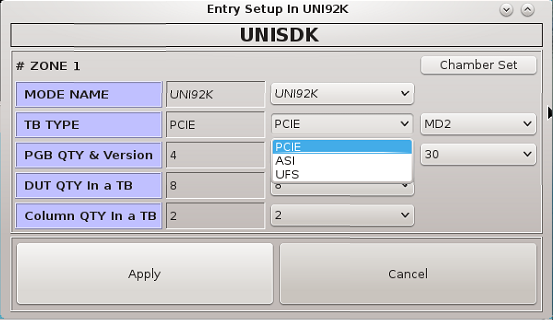 Entry Setup In UNI92K
UNISDK
# ZONE 1
Chamber Set
MODE NAME UNI92K UNI92K
TB TYPE PCIE PCIE MD2
PCIE
PGB QTY & Version 4 30
ASI
UFS
DUT QTY In a TB 8 8
Column QTY In a TB 2 2
Apply Cancel